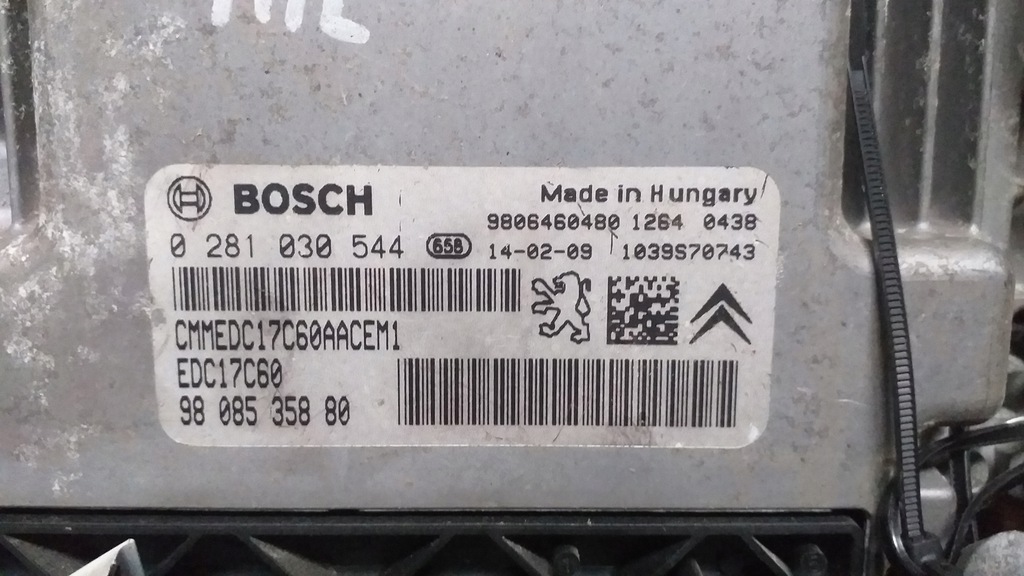 BOSCH
Made in Hungary
9806460480 1264 0438
0 281 030 544 658
14-02-09 1039S70743
CMMEDC17C60AACEM1
EDC17C60
98 085 358 80